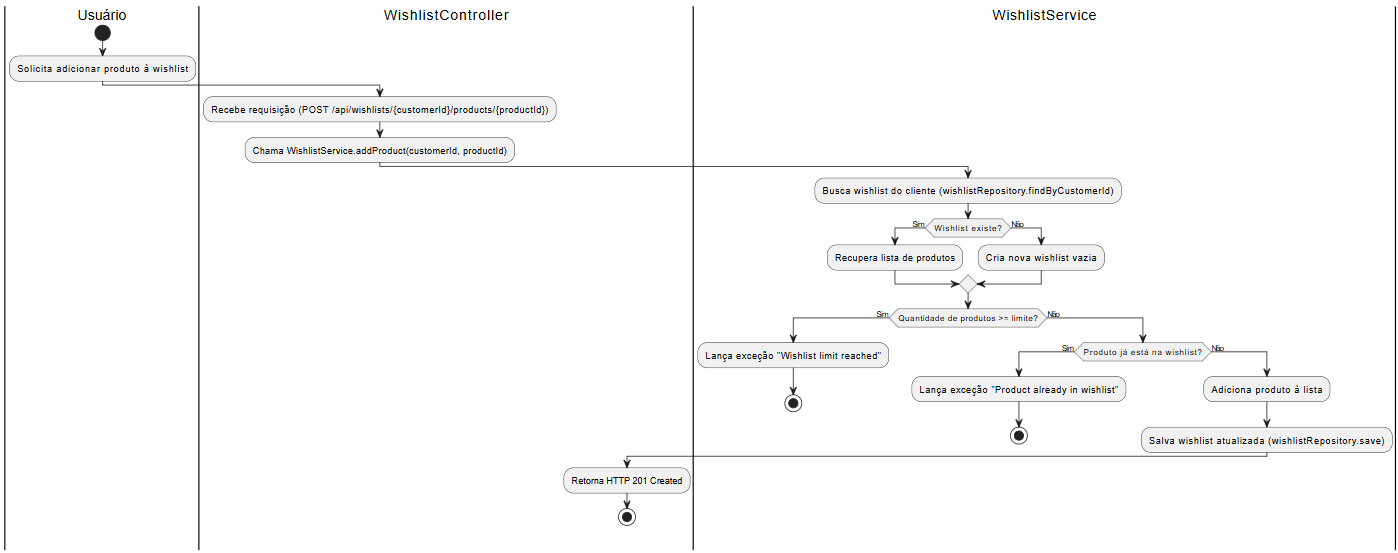 Usuário
WishlistController
WishlistService
Solicita adicionar produto à wishlist
Recebe requisição (POST /api/wishlists/{customerId}/products/{productId})
Chama WishlistService.addProduct(customerId, productId)
Busca wishlist do cliente (wishlistRepository.findByCustomerId)
Sim
Wishlist existe?
Não
Recupera lista de produtos
Cria nova wishlist vazia
Sim
Quantidade de produtos >= limite?
Não
Lança exceção "Wishlist limit reached"
Sim
Produto já está na wishlist?
Não
Lança exceção "Product already in wishlist"
Adiciona produto à lista
Salva wishlist atualizada (wishlistRepository.save)
Retorna HTTP 201 Created